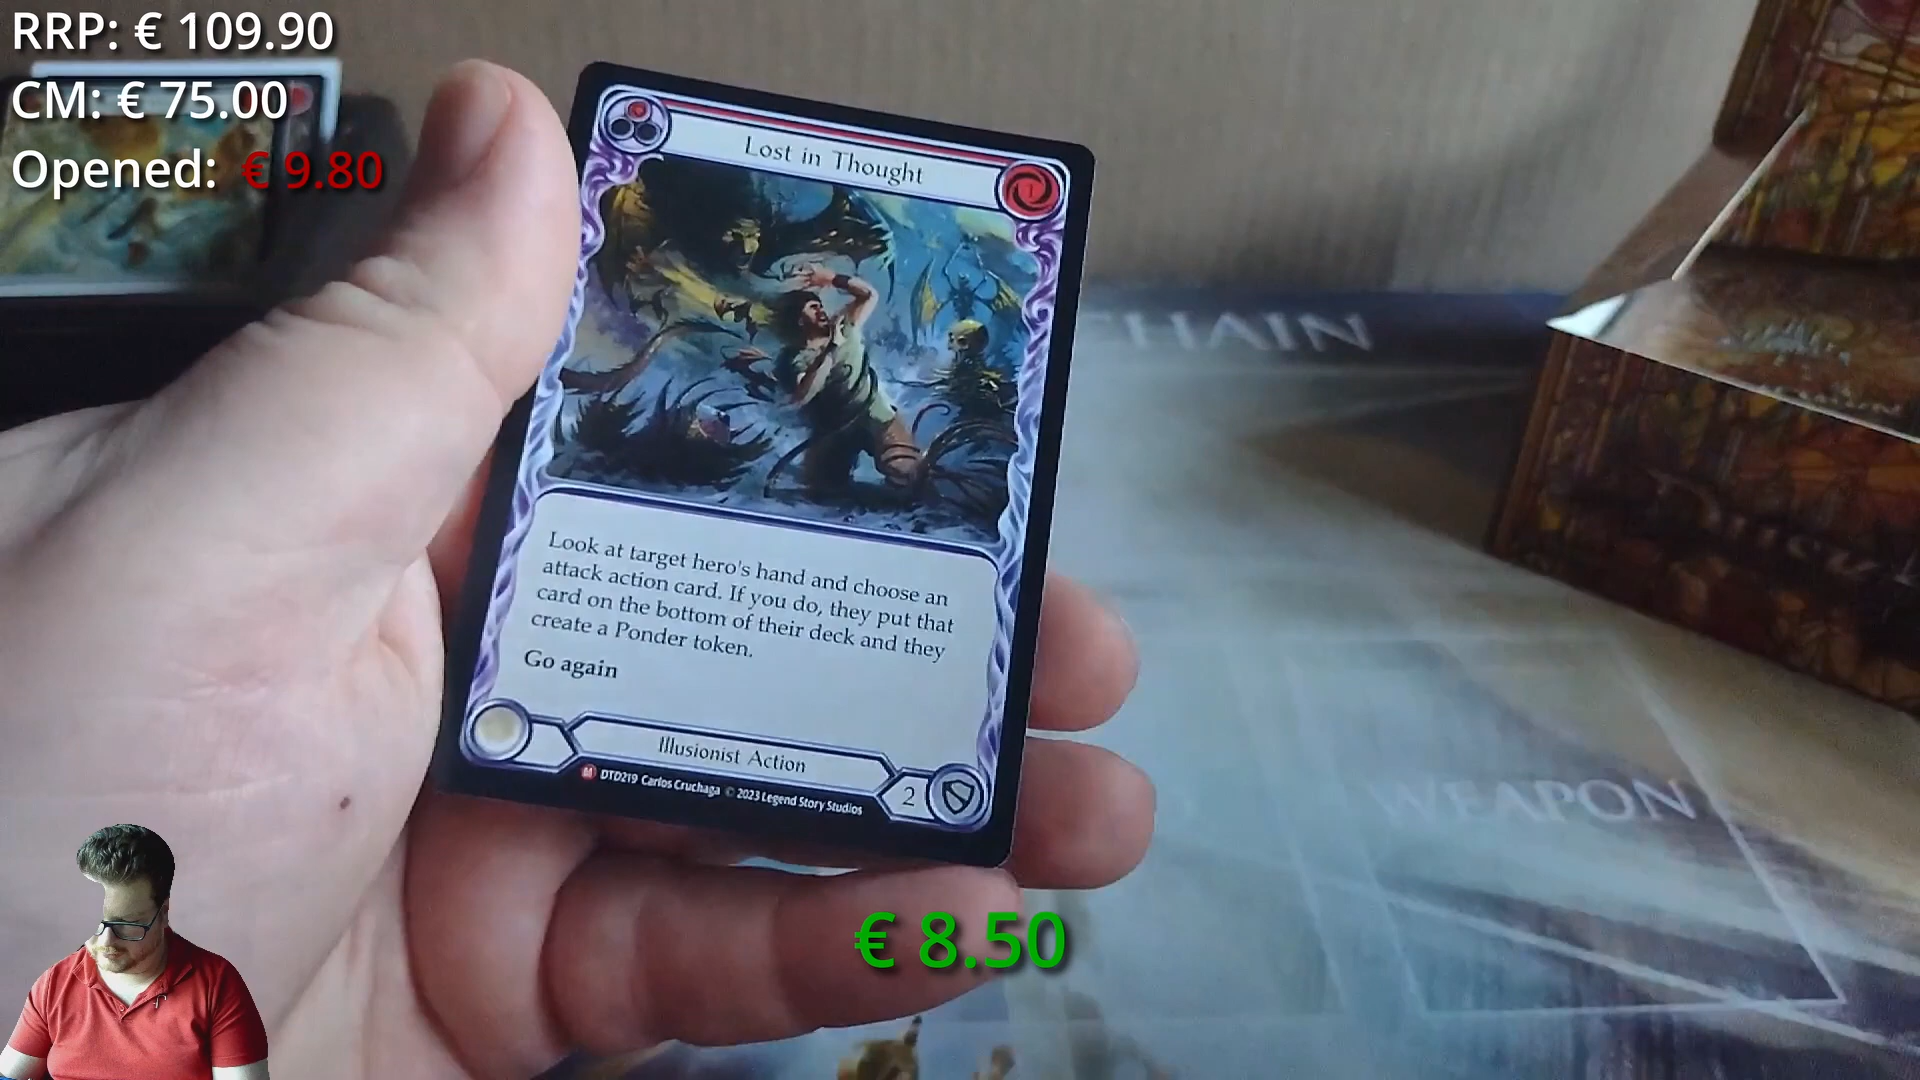 RRP: € 109.90
CM: € 75.00
Opened: € 9.80
Lost in Thought
1
Look at target hero's hand and choose an
attack action card. If you do, they put that
card on the bottom of their deck and they
create a Ponder token.
Go again
Illusionist Action
2
M DTD219 Carlos Cruchaga © 2023 Legend Story Studios
CHAIN
WEAPON
€ 8.50